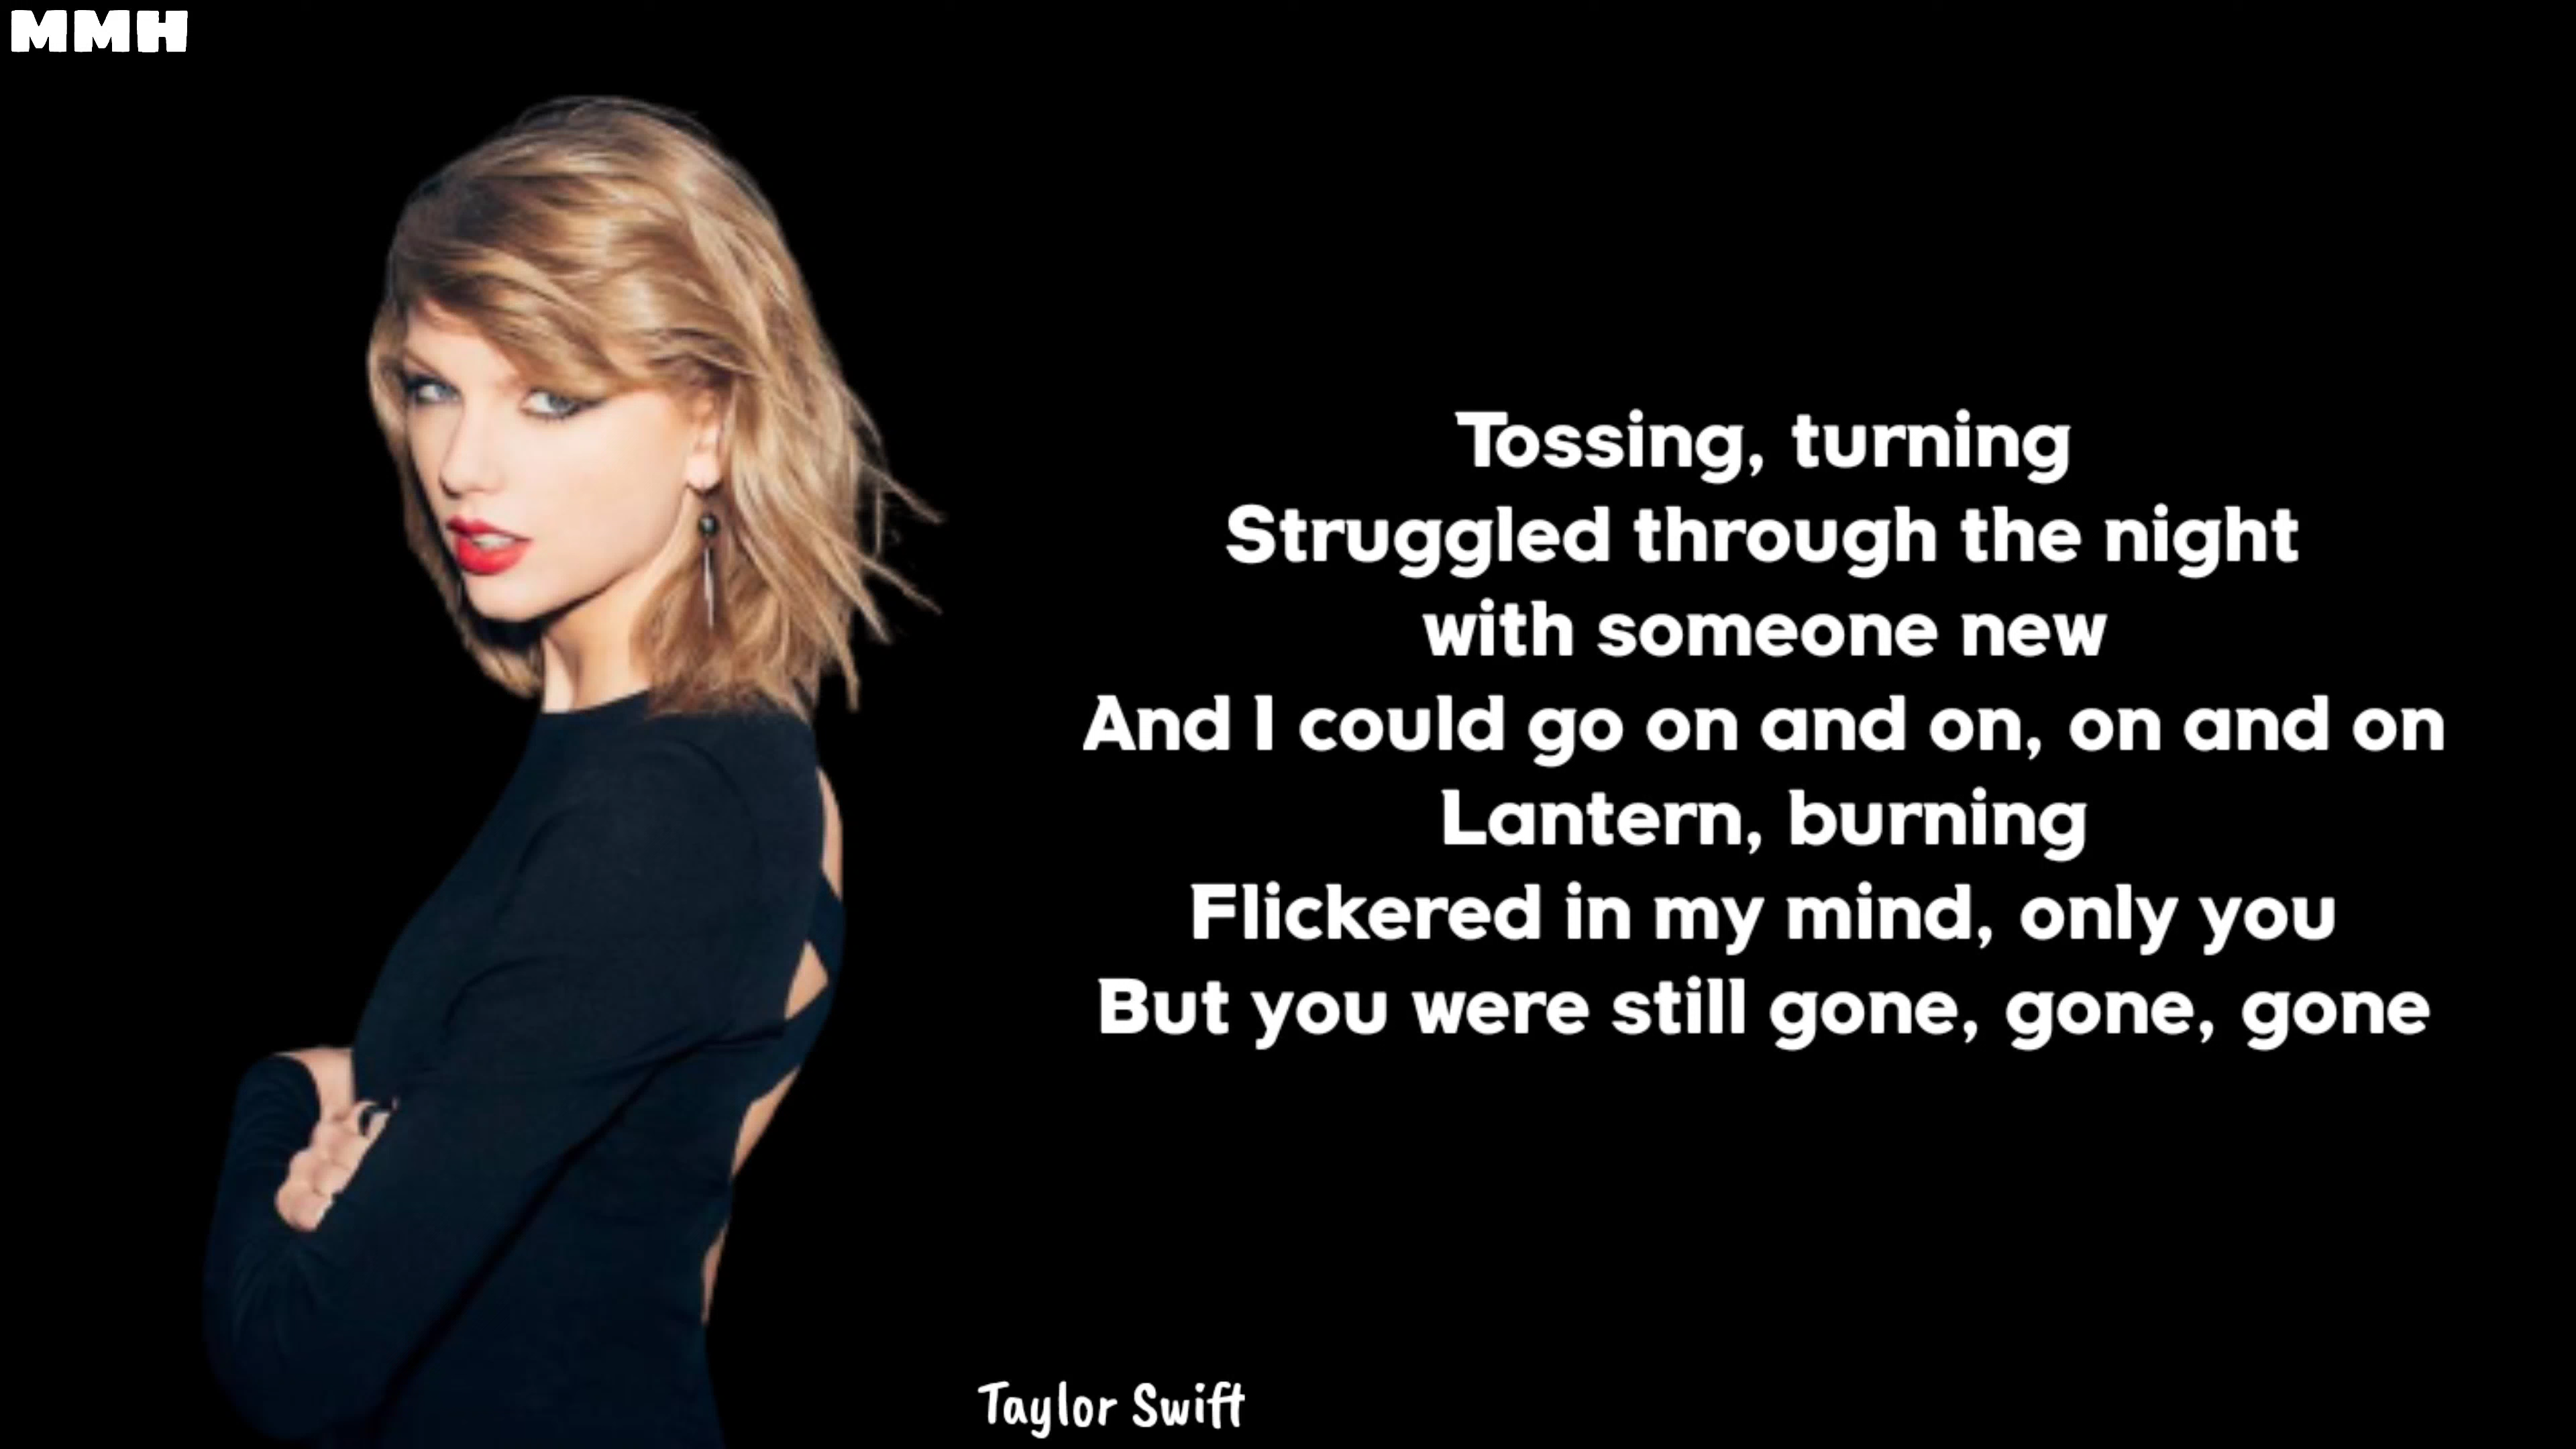 MMH
Tossing, turning
Struggled through the night
with someone new
And I could go on and on, on and on
Lantern, burning
Flickered in my mind, only you
But you were still gone, gone, gone
Taylor Swift